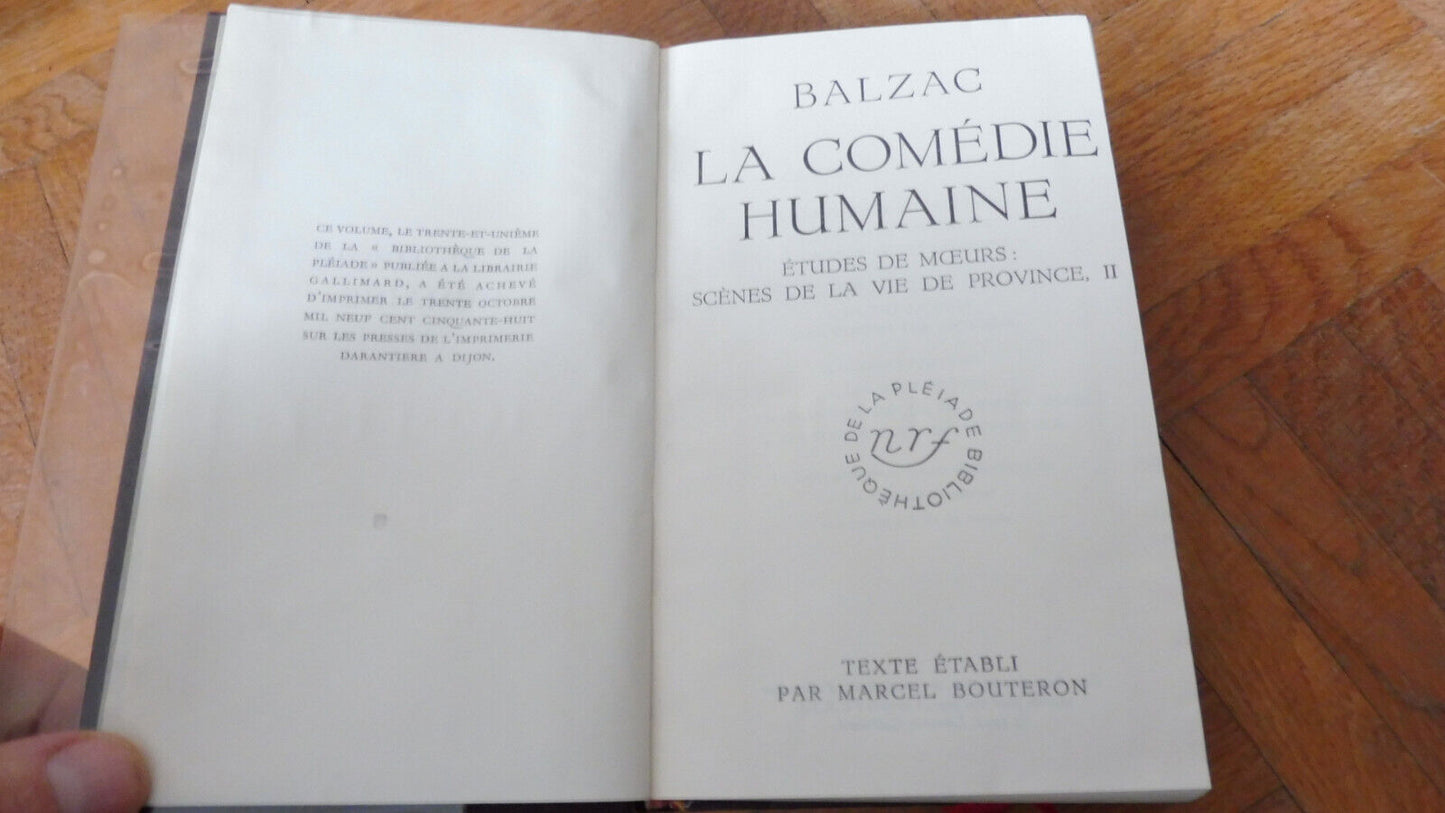 CE VOLUME, LE TRENTE-ET-UNIÈME
DE LA « BIBLIOTHÈQUE DE LA
PLÉIADE » PUBLIÉE A LA LIBRAIRIE
GALLIMARD, A ÉTÉ ACHEVÉ
D'IMPRIMER LE TRENTE OCTOBRE
MIL NEUF CENT CINQUANTE-HUIT
SUR LES PRESSES DE L'IMPRIMERIE
DARANTIERE A DIJON.
BALZAC
LA COMÉDIE
HUMAINE
ÉTUDES DE MŒURS :
SCÈNES DE LA VIE DE PROVINCE, II
BIBLIOTHÈQUE DE LA PLÉIADE
nrf
TEXTE ÉTABLI
PAR MARCEL BOUTERON